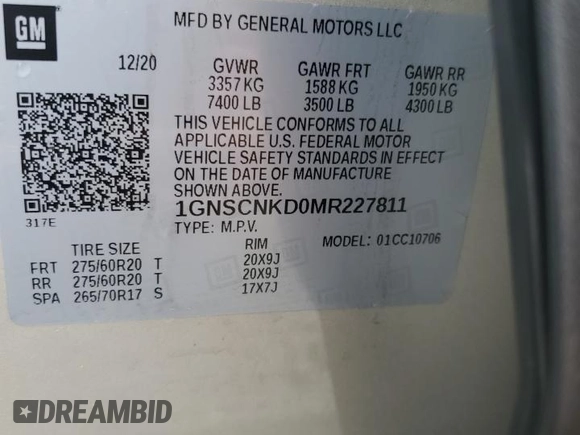 GM
MFD BY GENERAL MOTORS LLC
12/20 GVWR GAWR FRT GAWR RR
3357 KG 1588 KG 1950 KG
7400 LB 3500 LB 4300 LB
THIS VEHICLE CONFORMS TO ALL
APPLICABLE U.S. FEDERAL MOTOR
VEHICLE SAFETY STANDARDS IN EFFECT
ON THE DATE OF MANUFACTURE
SHOWN ABOVE.
317E
1GNSCNKD0MR227811
TYPE: M.P.V. MODEL: 01CC10706
TIRE SIZE RIM
FRT 275/60R20 T 20X9J
RR 275/60R20 T 20X9J
SPA 265/70R17 S 17X7J
DREAMBID